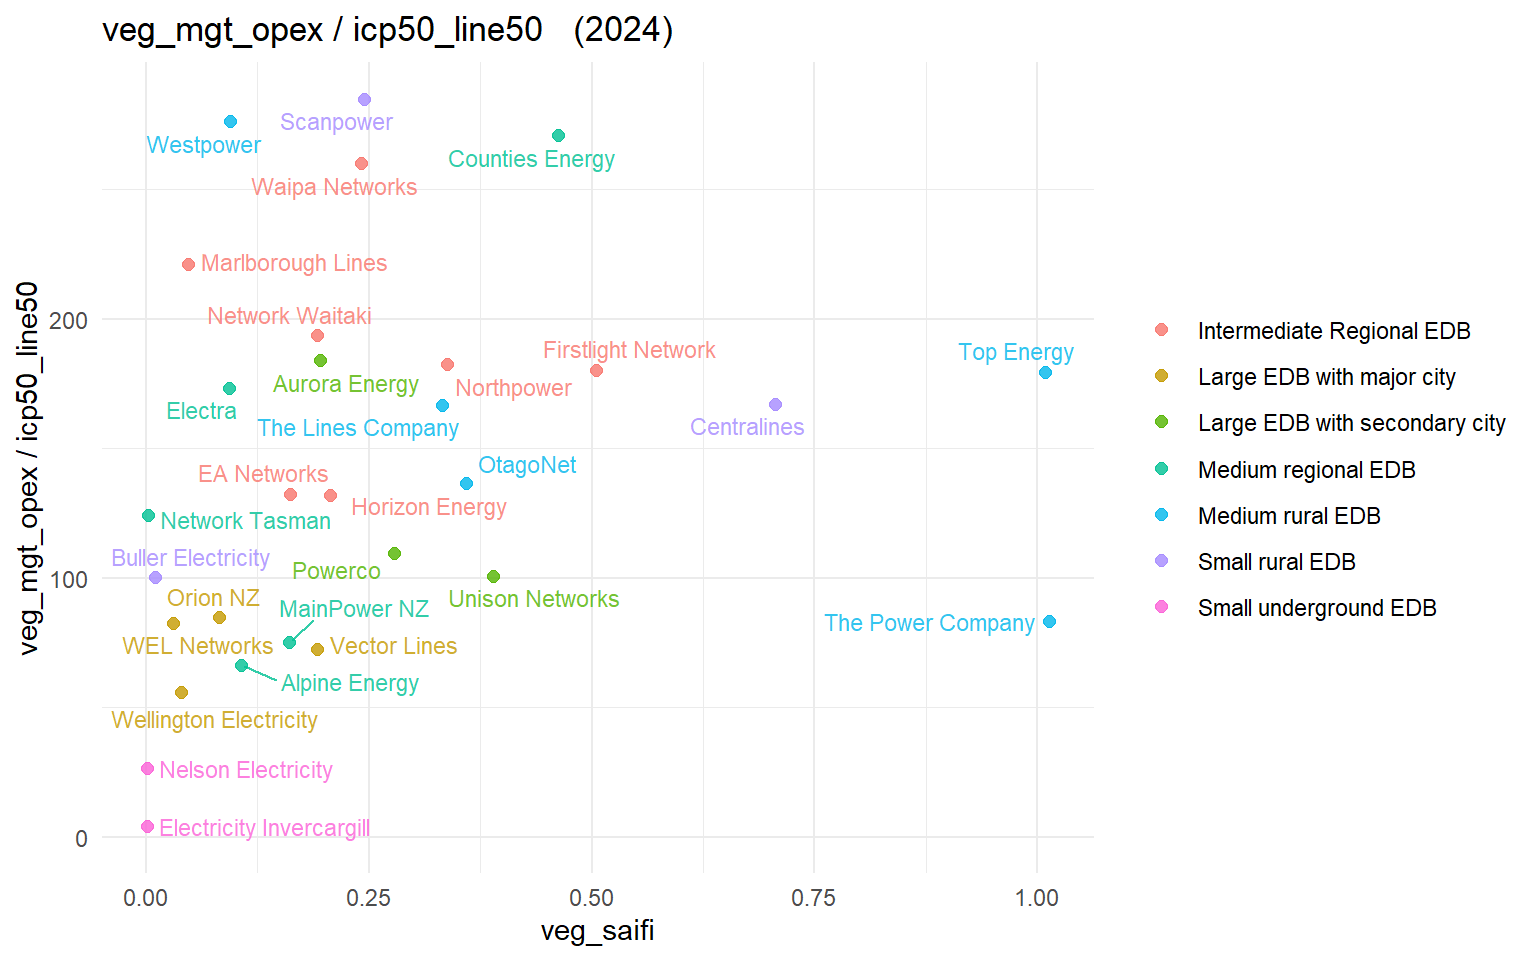 veg_mgt_opex / icp50_line50   (2024)
Scanpower
Westpower
Counties Energy
Waipa Networks
Marlborough Lines
Network Waitaki
Firstlight Network
Top Energy
Aurora Energy
Northpower
Electra
The Lines Company
Centralines
OtagoNet
EA Networks
Horizon Energy
Network Tasman
Buller Electricity
Powerco
Orion NZ
MainPower NZ
Unison Networks
The Power Company
WEL Networks
Vector Lines
Alpine Energy
Wellington Electricity
Nelson Electricity
Electricity Invercargill
200
100
0
veg_mgt_opex / icp50_line50
0.00
0.25
0.50
0.75
1.00
veg_saifi
Intermediate Regional EDB
Large EDB with major city
Large EDB with secondary city
Medium regional EDB
Medium rural EDB
Small rural EDB
Small underground EDB